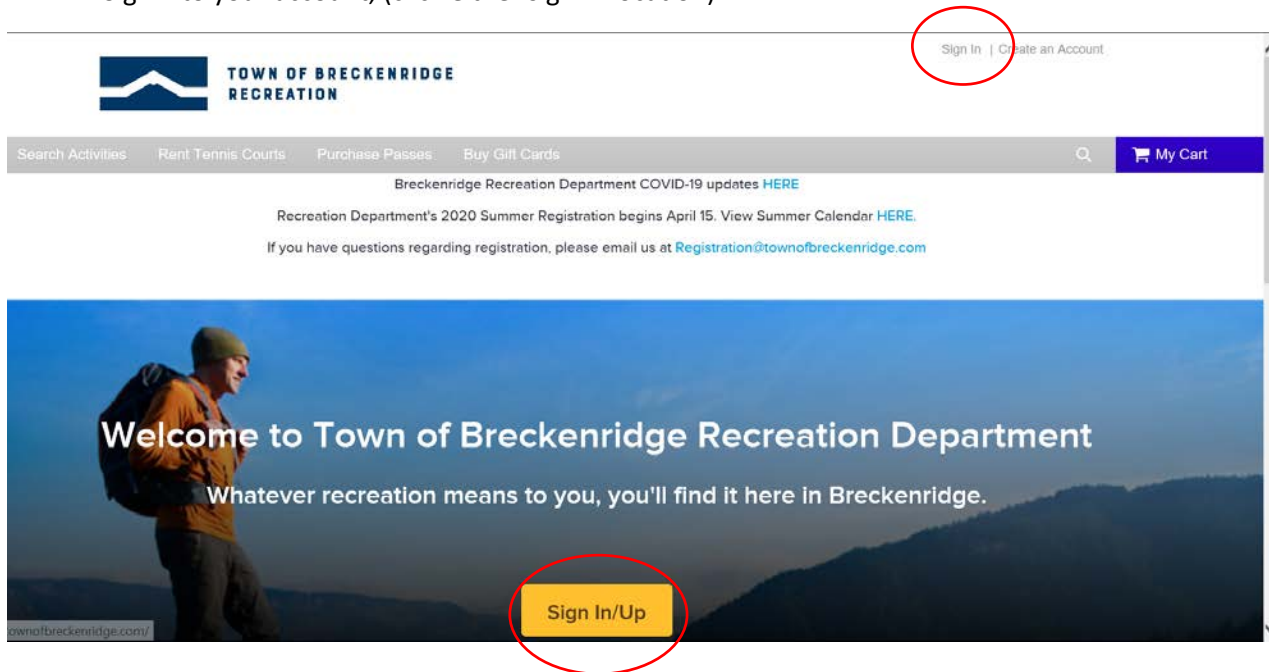 Sign In | Create an Account
TOWN OF BRECKENRIDGE
RECREATION
Search Activities Rent Tennis Courts Purchase Passes Buy Gift Cards My Cart
Breckenridge Recreation Department COVID-19 updates HERE
Recreation Department's 2020 Summer Registration begins April 15. View Summer Calendar HERE.
If you have questions regarding registration, please email us at Registration@townofbreckenridge.com
Welcome to Town of Breckenridge Recreation Department
Whatever recreation means to you, you'll find it here in Breckenridge.
Sign In/Up
ownofbreckenridge.com/